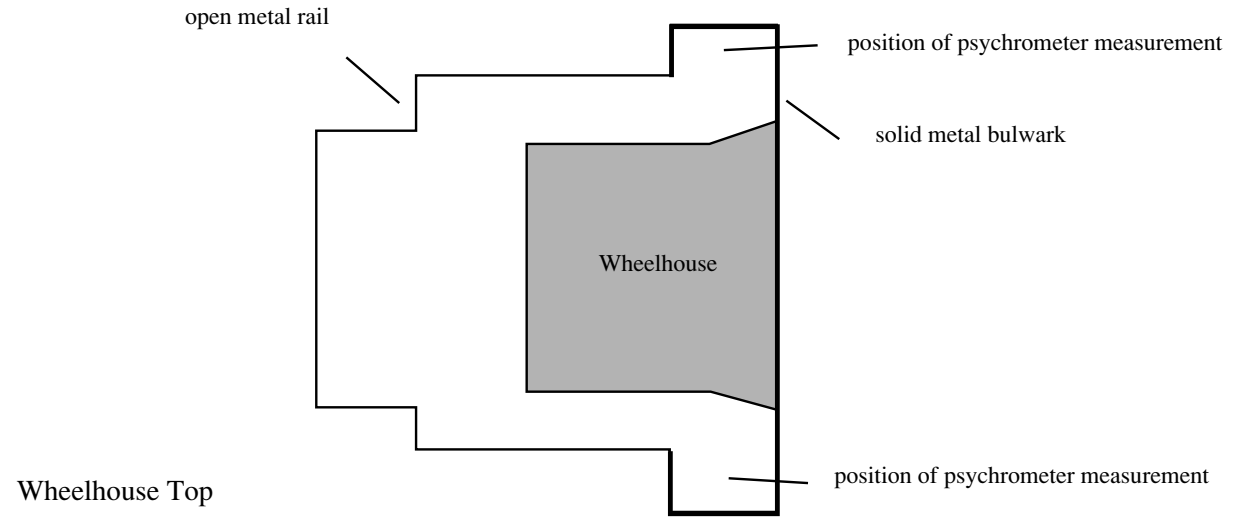 open metal rail
position of psychrometer measurement
solid metal bulwark
Wheelhouse
position of psychrometer measurement
Wheelhouse Top